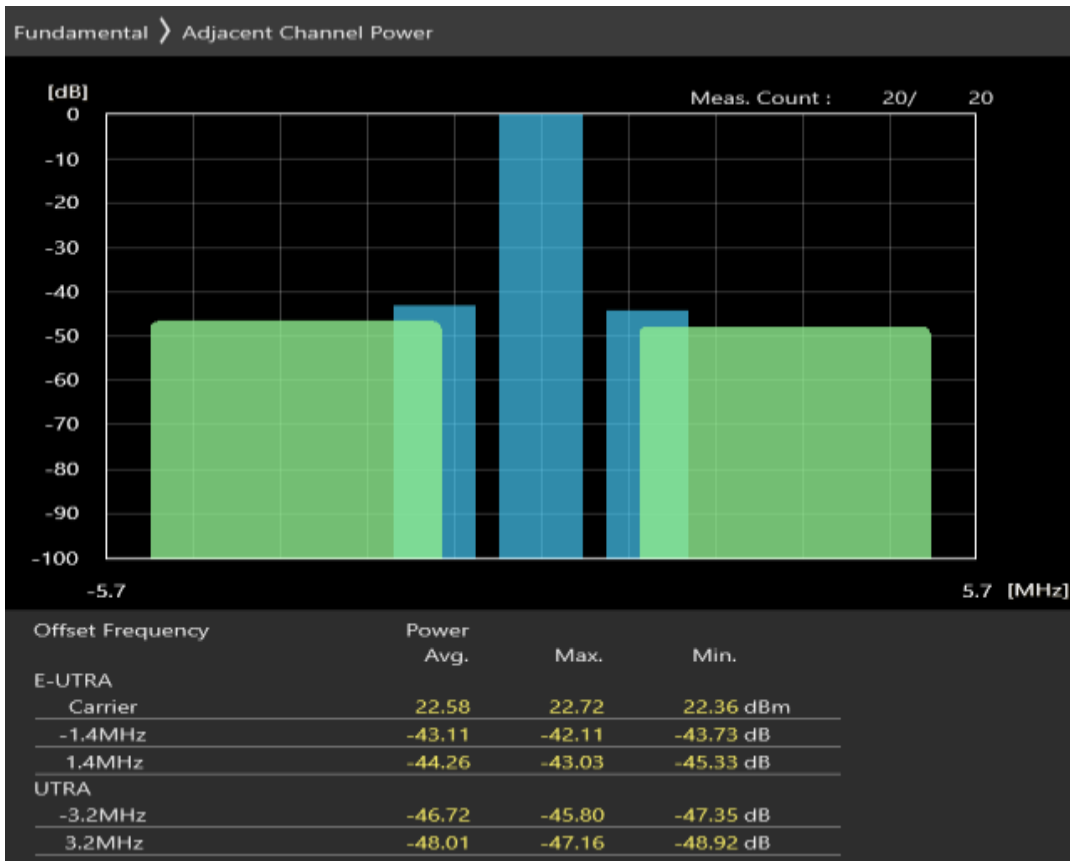 Fundamental 〉 Adjacent Channel Power
[dB]
Meas. Count : 20/ 20
0
-10
-20
-30
-40
-50
-60
-70
-80
-90
-100
-5.7 5.7 [MHz]
Offset Frequency Power
Avg. Max. Min.
E-UTRA
Carrier 22.58 22.72 22.36 dBm
-1.4MHz -43.11 -42.11 -43.73 dB
1.4MHz -44.26 -43.03 -45.33 dB
UTRA
-3.2MHz -46.72 -45.80 -47.35 dB
3.2MHz -48.01 -47.16 -48.92 dB